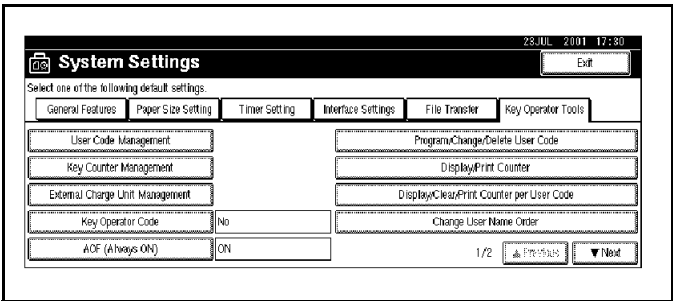 23JUL 2001 17:30
System Settings
Exit
Select one of the following default settings.
General Features Paper Size Setting Timer Setting Interface Settings File Transfer Key Operator Tools
User Code Management Program/Change/Delete User Code
Key Counter Management Display/Print Counter
External Charge Unit Management Display/Clear/Print Counter per User Code
Key Operator Code No Change User Name Order
AOF (Always ON) ON 1/2 ▲ Previous ▼ Next